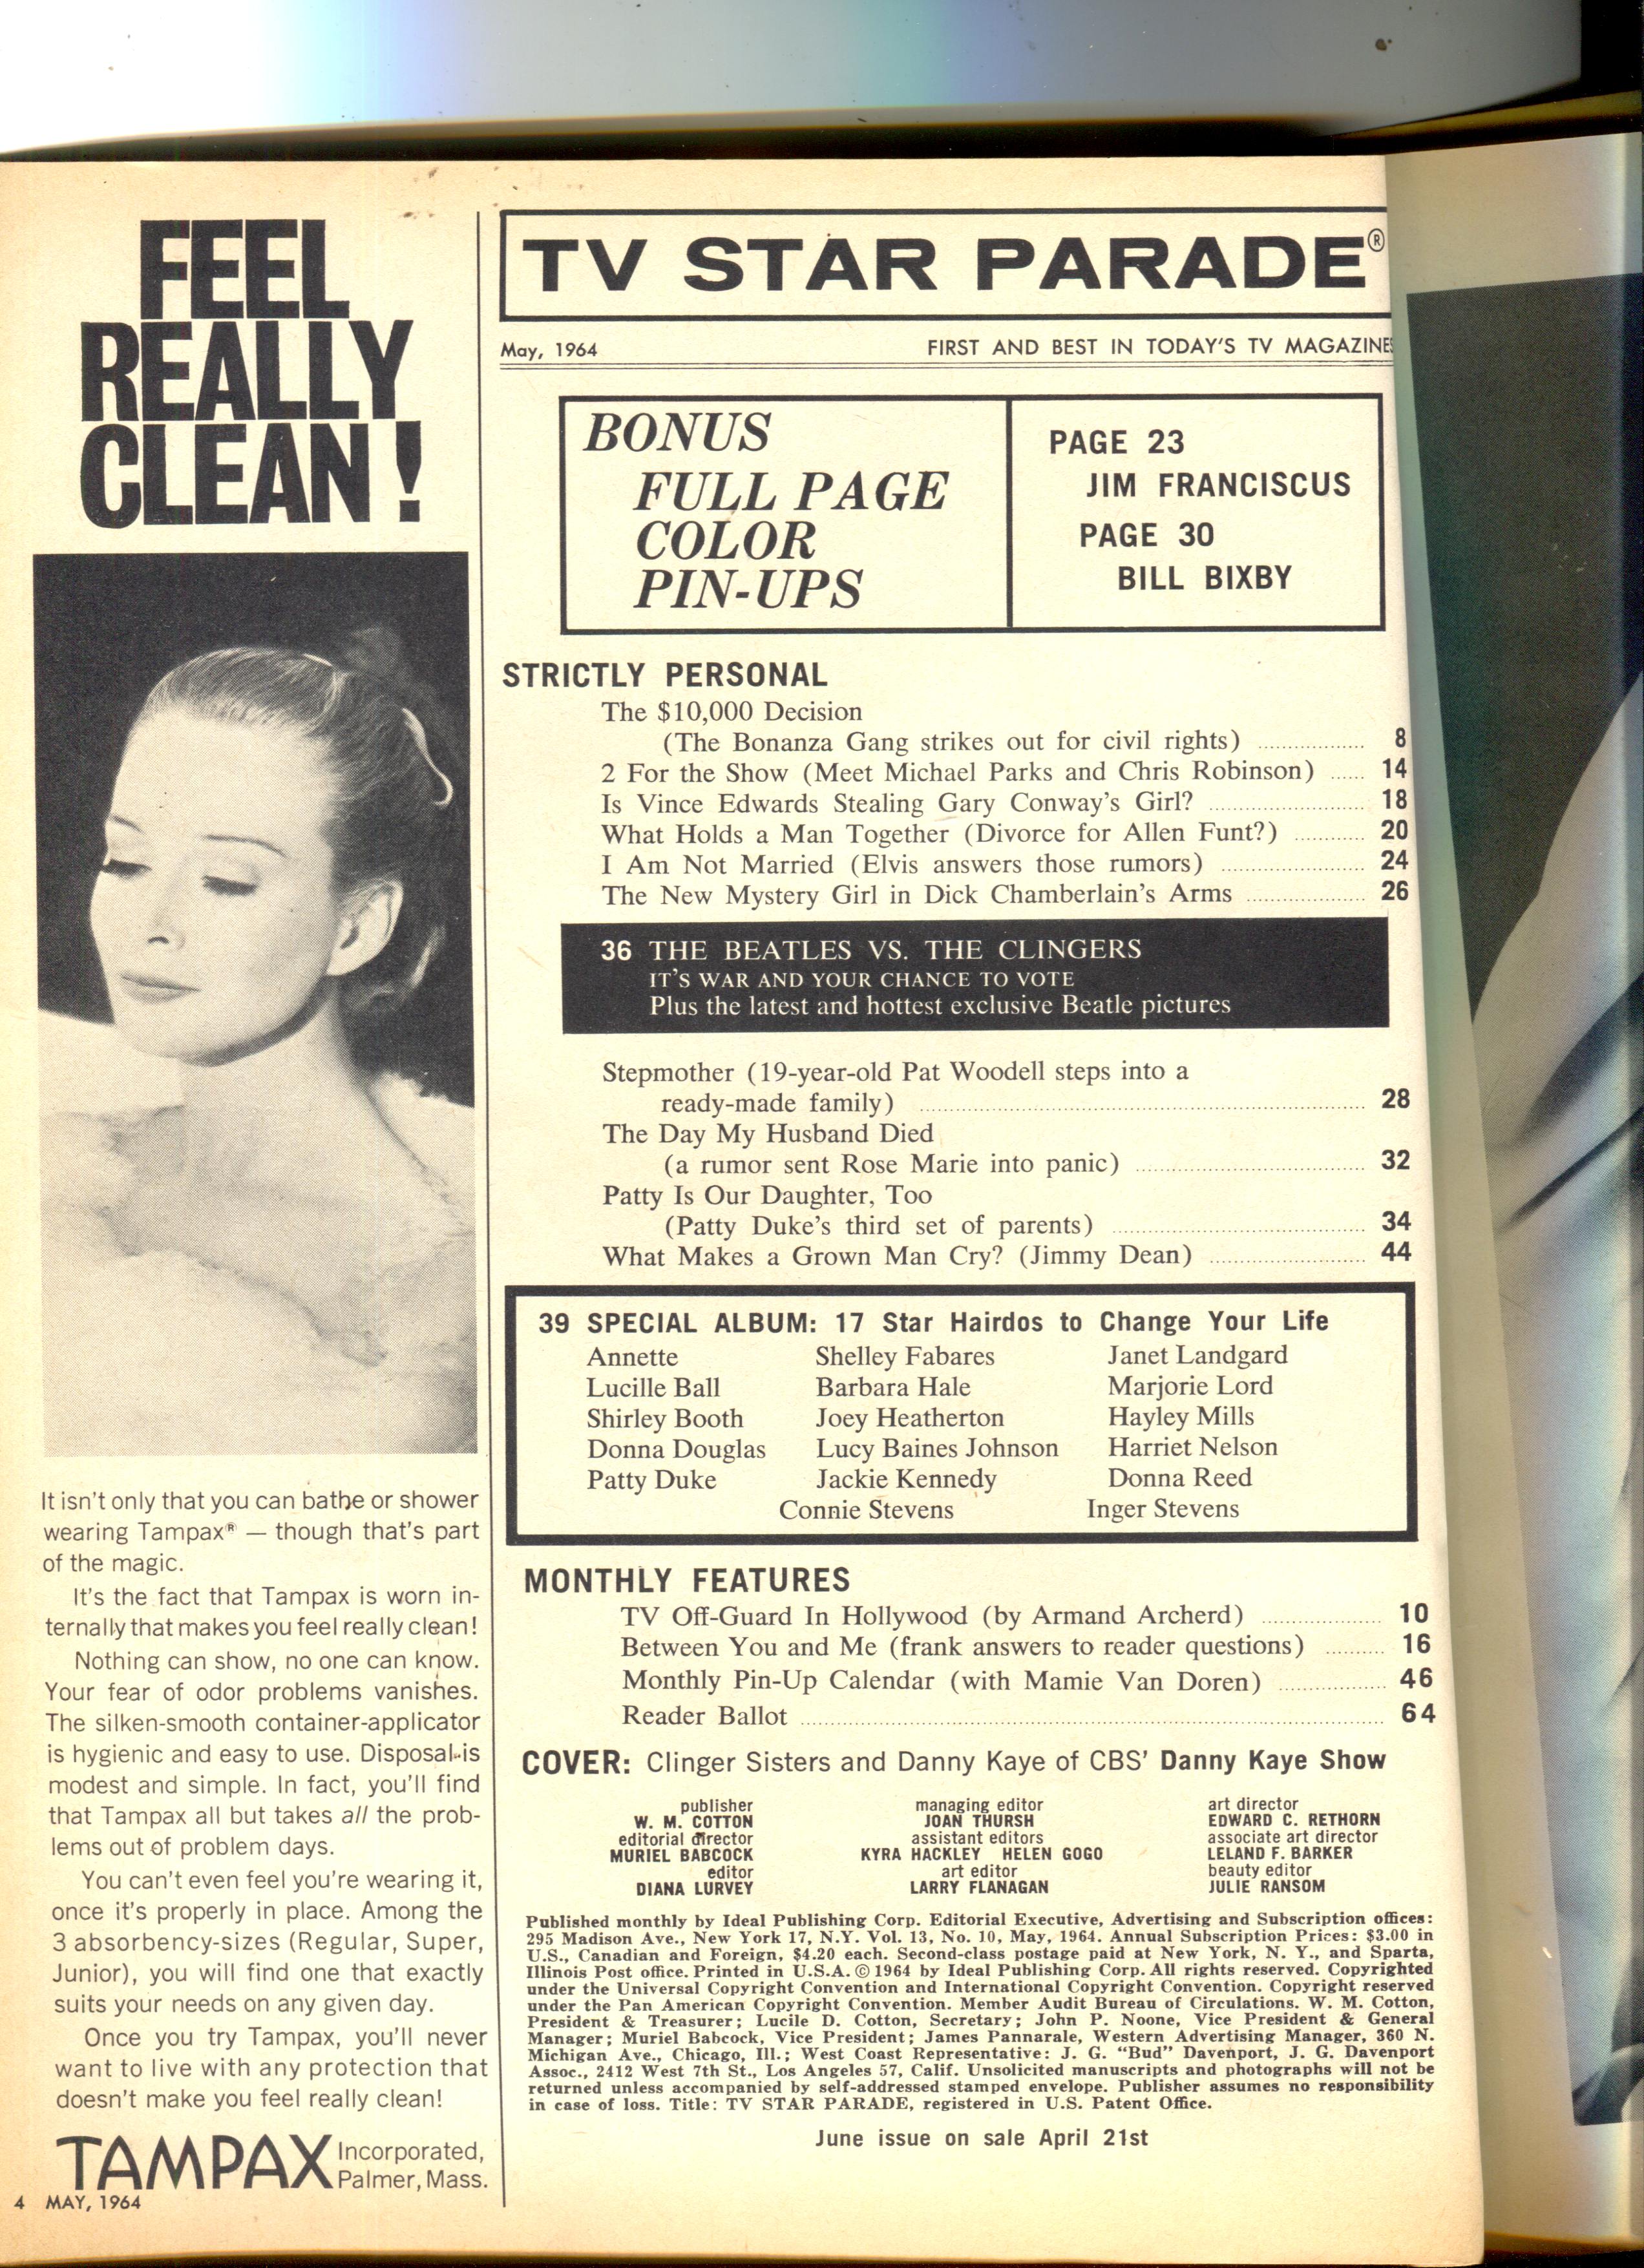 FEEL
REALLY
CLEAN!
It isn't only that you can bathe or shower
wearing Tampax® — though that's part
of the magic.
It's the fact that Tampax is worn in-
ternally that makes you feel really clean!
Nothing can show, no one can know.
Your fear of odor problems vanishes.
The silken-smooth container-applicator
is hygienic and easy to use. Disposal is
modest and simple. In fact, you'll find
that Tampax all but takes all the prob-
lems out of problem days.
You can't even feel you're wearing it,
once it's properly in place. Among the
3 absorbency-sizes (Regular, Super,
Junior), you will find one that exactly
suits your needs on any given day.
Once you try Tampax, you'll never
want to live with any protection that
doesn't make you feel really clean!
TAMPAX Incorporated,
Palmer, Mass.
4 MAY, 1964
TV STAR PARADE®
May, 1964 FIRST AND BEST IN TODAY'S TV MAGAZINES
BONUS
FULL PAGE
COLOR
PIN-UPS
PAGE 23
JIM FRANCISCUS
PAGE 30
BILL BIXBY
STRICTLY PERSONAL
The $10,000 Decision
(The Bonanza Gang strikes out for civil rights) 8
2 For the Show (Meet Michael Parks and Chris Robinson) 14
Is Vince Edwards Stealing Gary Conway's Girl? 18
What Holds a Man Together (Divorce for Allen Funt?) 20
I Am Not Married (Elvis answers those rumors) 24
The New Mystery Girl in Dick Chamberlain's Arms 26
36 THE BEATLES VS. THE CLINGERS
IT'S WAR AND YOUR CHANCE TO VOTE
Plus the latest and hottest exclusive Beatle pictures
Stepmother (19-year-old Pat Woodell steps into a
ready-made family) 28
The Day My Husband Died
(a rumor sent Rose Marie into panic) 32
Patty Is Our Daughter, Too
(Patty Duke's third set of parents) 34
What Makes a Grown Man Cry? (Jimmy Dean) 44
39 SPECIAL ALBUM: 17 Star Hairdos to Change Your Life
Annette Shelley Fabares Janet Landgard
Lucille Ball Barbara Hale Marjorie Lord
Shirley Booth Joey Heatherton Hayley Mills
Donna Douglas Lucy Baines Johnson Harriet Nelson
Patty Duke Jackie Kennedy Donna Reed
Connie Stevens Inger Stevens
MONTHLY FEATURES
TV Off-Guard In Hollywood (by Armand Archerd) 10
Between You and Me (frank answers to reader questions) 16
Monthly Pin-Up Calendar (with Mamie Van Doren) 46
Reader Ballot 64
COVER: Clinger Sisters and Danny Kaye of CBS' Danny Kaye Show
publisher
W. M. COTTON
editorial director
MURIEL BABCOCK
editor
DIANA LURVEY
managing editor
JOAN THURSH
assistant editors
KYRA HACKLEY HELEN GOGO
art editor
LARRY FLANAGAN
art director
EDWARD C. RETHORN
associate art director
LELAND F. BARKER
beauty editor
JULIE RANSOM
Published monthly by Ideal Publishing Corp. Editorial Executive, Advertising and Subscription offices:
295 Madison Ave., New York 17, N.Y. Vol. 13, No. 10, May, 1964. Annual Subscription Prices: $3.00 in
U.S., Canadian and Foreign, $4.20 each. Second-class postage paid at New York, N. Y., and Sparta,
Illinois Post office. Printed in U.S.A. © 1964 by Ideal Publishing Corp. All rights reserved. Copyrighted
under the Universal Copyright Convention and International Copyright Convention. Copyright reserved
under the Pan American Copyright Convention. Member Audit Bureau of Circulations. W. M. Cotton,
President & Treasurer; Lucile D. Cotton, Secretary; John P. Noone, Vice President & General
Manager; Muriel Babcock, Vice President; James Pannarale, Western Advertising Manager, 360 N.
Michigan Ave., Chicago, Ill.; West Coast Representative: J. G. "Bud" Davenport, J. G. Davenport
Assoc., 2412 West 7th St., Los Angeles 57, Calif. Unsolicited manuscripts and photographs will not be
returned unless accompanied by self-addressed stamped envelope. Publisher assumes no responsibility
in case of loss. Title: TV STAR PARADE, registered in U.S. Patent Office.
June issue on sale April 21st